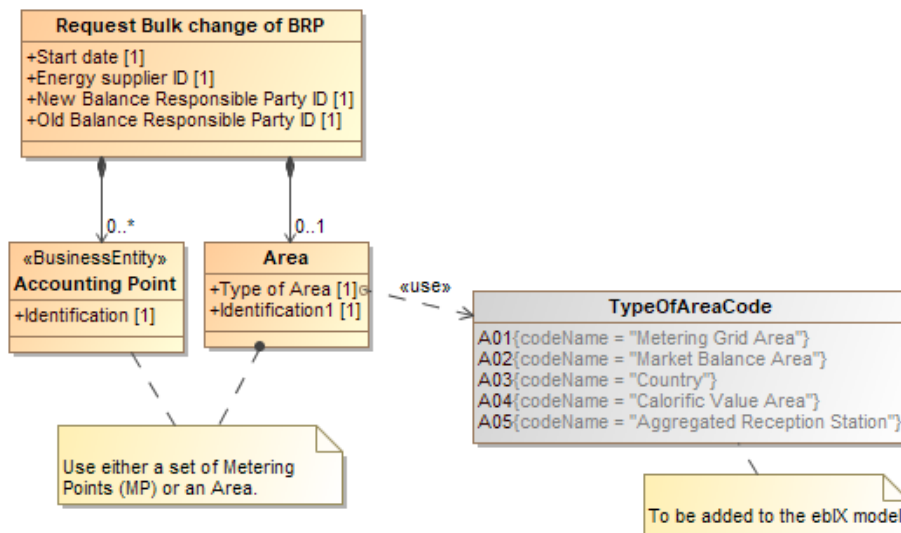 Request Bulk change of BRP
+Start date [1]
+Energy supplier ID [1]
+New Balance Responsible Party ID [1]
+Old Balance Responsible Party ID [1]
0..*
0..1
«BusinessEntity»
Accounting Point
+Identification [1]
Area
+Type of Area [1]
+Identification1 [1]
«use»
TypeOfAreaCode
A01{codeName = "Metering Grid Area"}
A02{codeName = "Market Balance Area"}
A03{codeName = "Country"}
A04{codeName = "Calorific Value Area"}
A05{codeName = "Aggregated Reception Station"}
Use either a set of Metering
Points (MP) or an Area.
To be added to the ebIX model